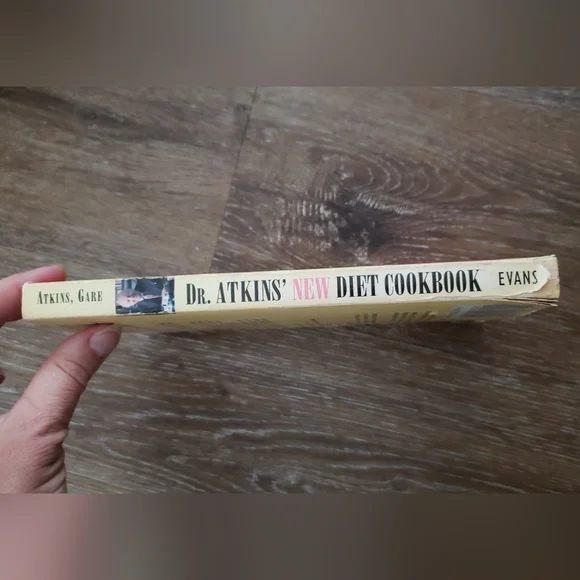 ATKINS, GARE
DR. ATKINS' NEW DIET COOKBOOK
EVANS